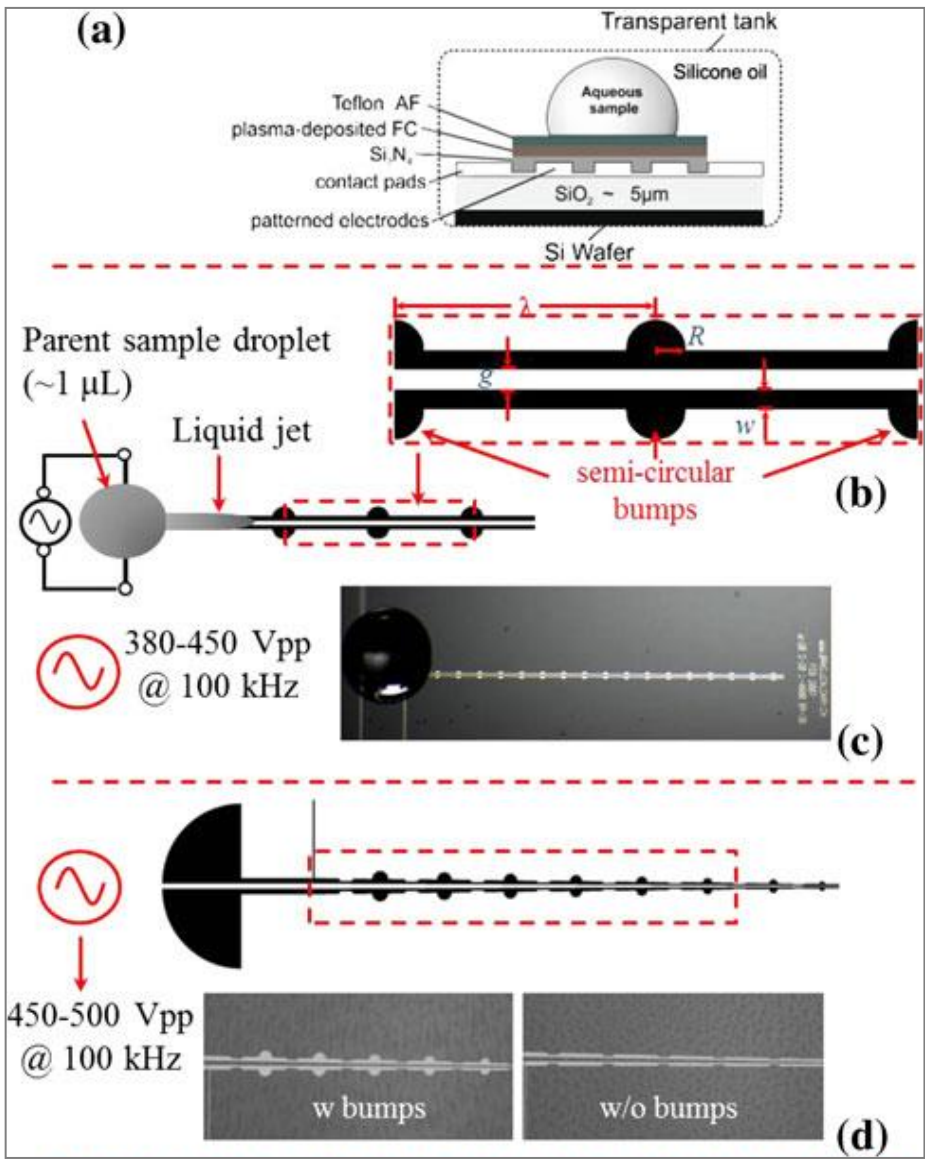 (a)
Transparent tank
Silicone oil
Aqueous
sample
Teflon AF
plasma-deposited FC
Si₃N₄
contact pads
patterned electrodes
SiO₂ ~ 5μm
Si Wafer
λ
R
g
w
Parent sample droplet
(~1 μL)
Liquid jet
semi-circular
bumps
(b)
380-450 Vpp
@ 100 kHz
(c)
450-500 Vpp
@ 100 kHz
w bumps
w/o bumps
(d)